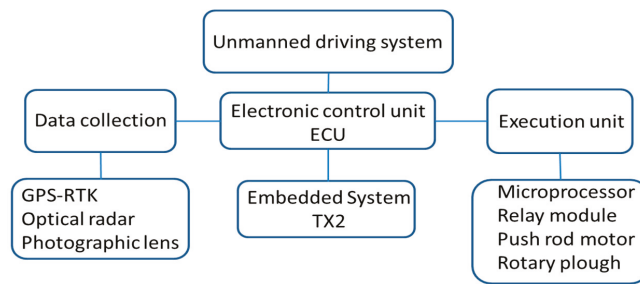 Unmanned driving system
Data collection
Electronic control unit
ECU
Execution unit
GPS-RTK
Optical radar
Photographic lens
Embedded System
TX2
Microprocessor
Relay module
Push rod motor
Rotary plough